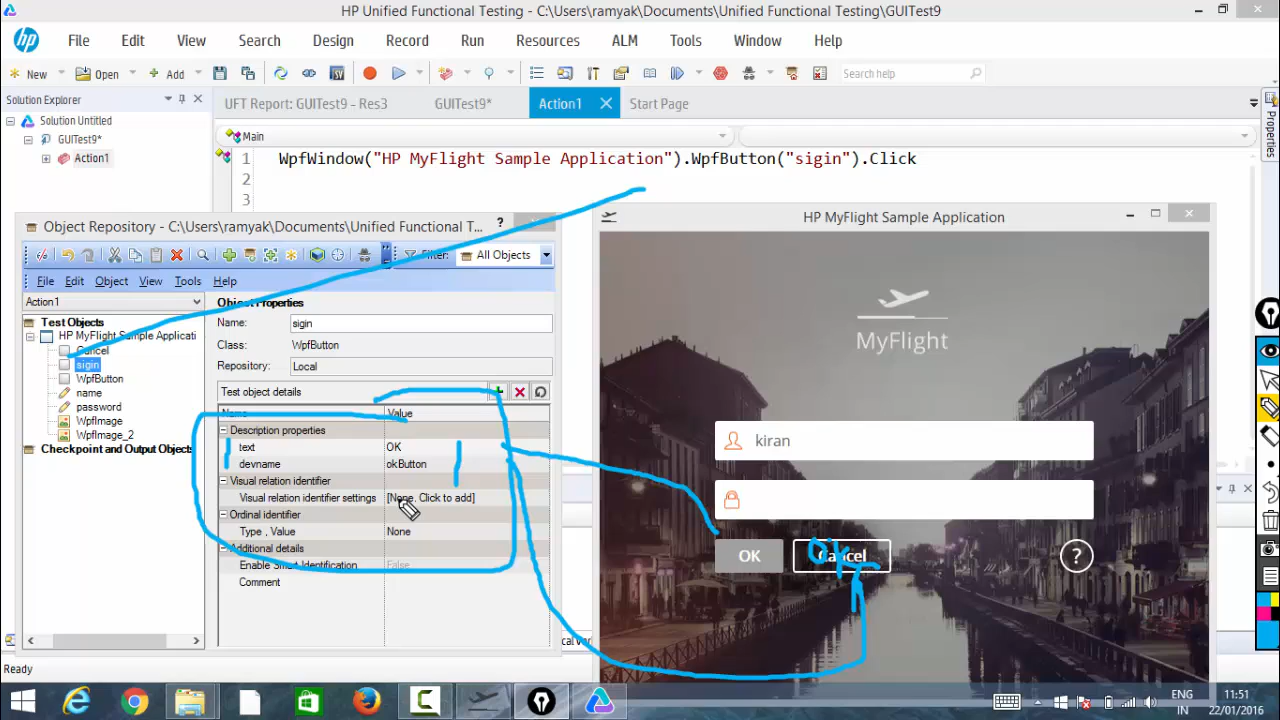 HP Unified Functional Testing - C:\Users\ramyak\Documents\Unified Functional Testing\GUITest9
hp File Edit View Search Design Record Run Resources ALM Tools Window Help
New Open Add Search help
Solution Explorer
UFT Report: GUITest9 - Res3 GUITest9* Action1 Start Page
Properties
Solution Untitled
GUITest9*
Action1
Main
1 WpfWindow("HP MyFlight Sample Application").WpfButton("sigin").Click
2
3
Object Repository - C:\Users\ramyak\Documents\Unified Functional T...
?
Filter: All Objects
File Edit Object View Tools Help
Action1
Test Objects
HP MyFlight Sample Applicati
Cancel
sigin
WpfButton
name
password
WpfImage
WpfImage_2
Checkpoint and Output Objects
Object Properties
Name: sigin
Class: WpfButton
Repository: Local
Test object details
Name Value
Description properties
text OK
devname okButton
Visual relation identifier
Visual relation identifier settings [None, Click to add]
Ordinal identifier
Type , Value None
Additional details
Enable Smart Identification False
Comment
HP MyFlight Sample Application
MyFlight
kiran
OK Cancel ?
OK
Ready
ENG
IN
11:51
22/01/2016